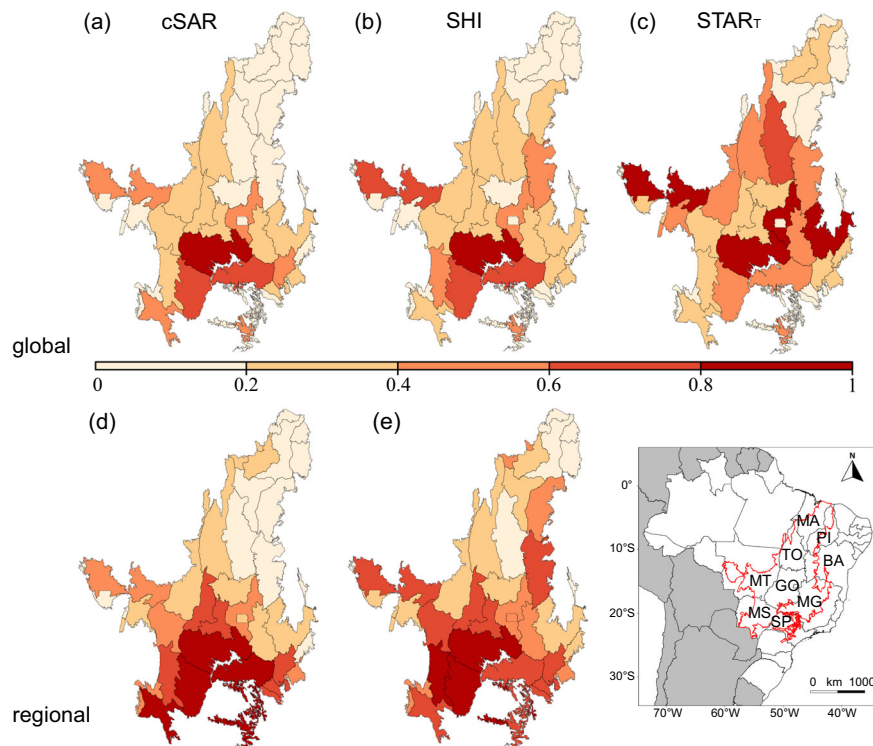 (a) cSAR (b) SHI (c) START
global
0 0.2 0.4 0.6 0.8 1
(d) (e)
N
0°
MA
PI
10°S
TO
BA
MT
GO
MG
MS
20°S
SP
30°S
0 km 1000
70°W 60°W 50°W 40°W
regional